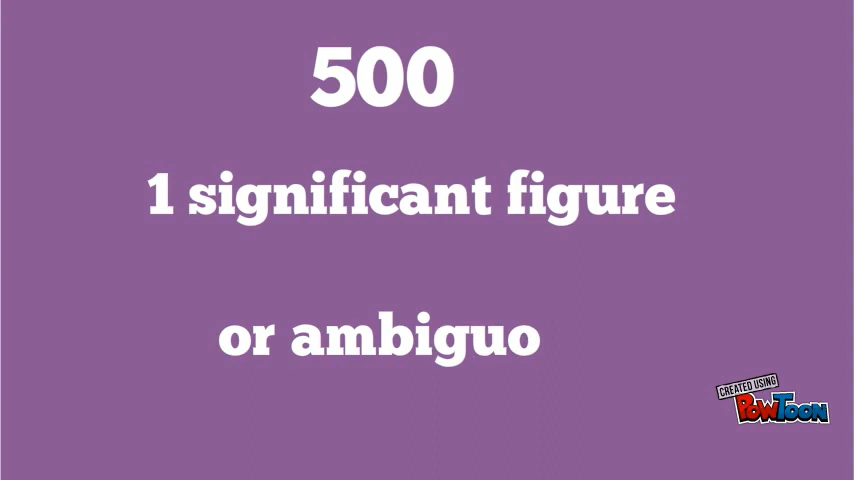 500
1 significant figure
or ambiguo
CREATED USING
POWTOON